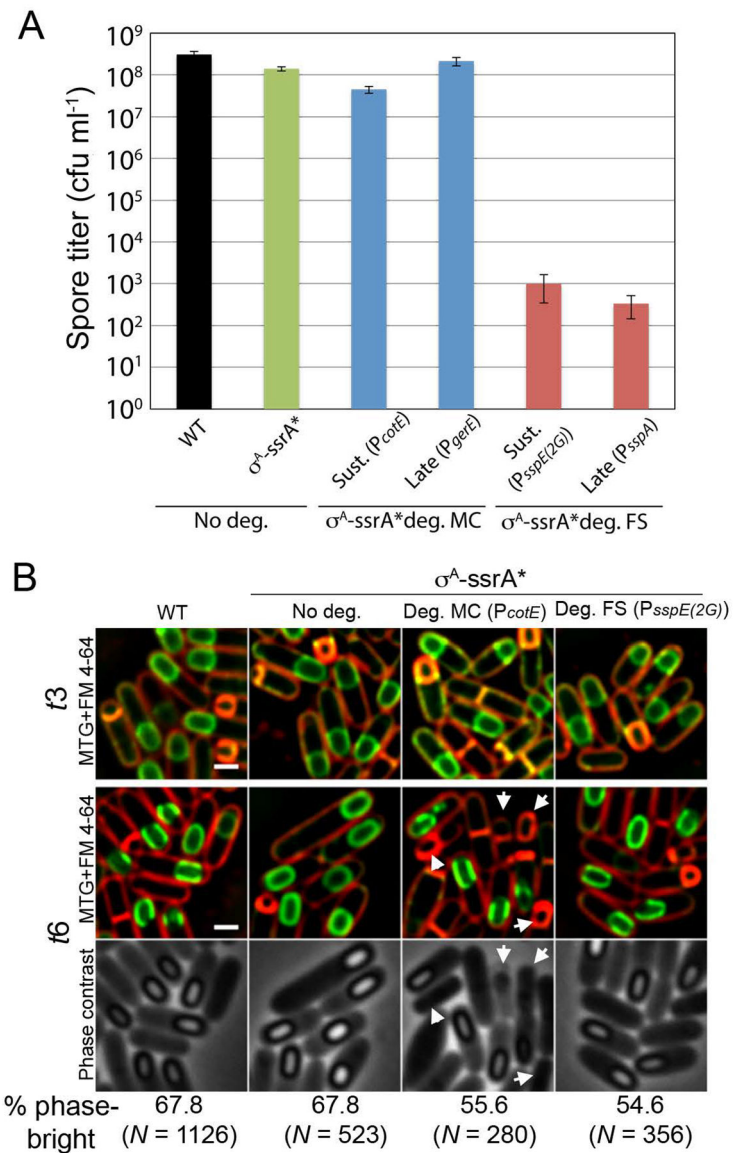 A
Spore titer (cfu ml⁻¹)
10⁹
10⁸
10⁷
10⁶
10⁵
10⁴
10³
10²
10¹
10⁰
WT
σᴬ-ssrA*
Sust. (PcotE)
Late (PgerE)
Sust.
(PsspE(2G))
Late (PsspA)
No deg.
σᴬ-ssrA*deg. MC
σᴬ-ssrA*deg. FS
B
σᴬ-ssrA*
WT
No deg.
Deg. MC (PcotE)
Deg. FS (PsspE(2G))
t3
MTG+FM 4-64
t6
MTG+FM 4-64
Phase contrast
% phase-
bright
67.8
(N = 1126)
67.8
(N = 523)
55.6
(N = 280)
54.6
(N = 356)